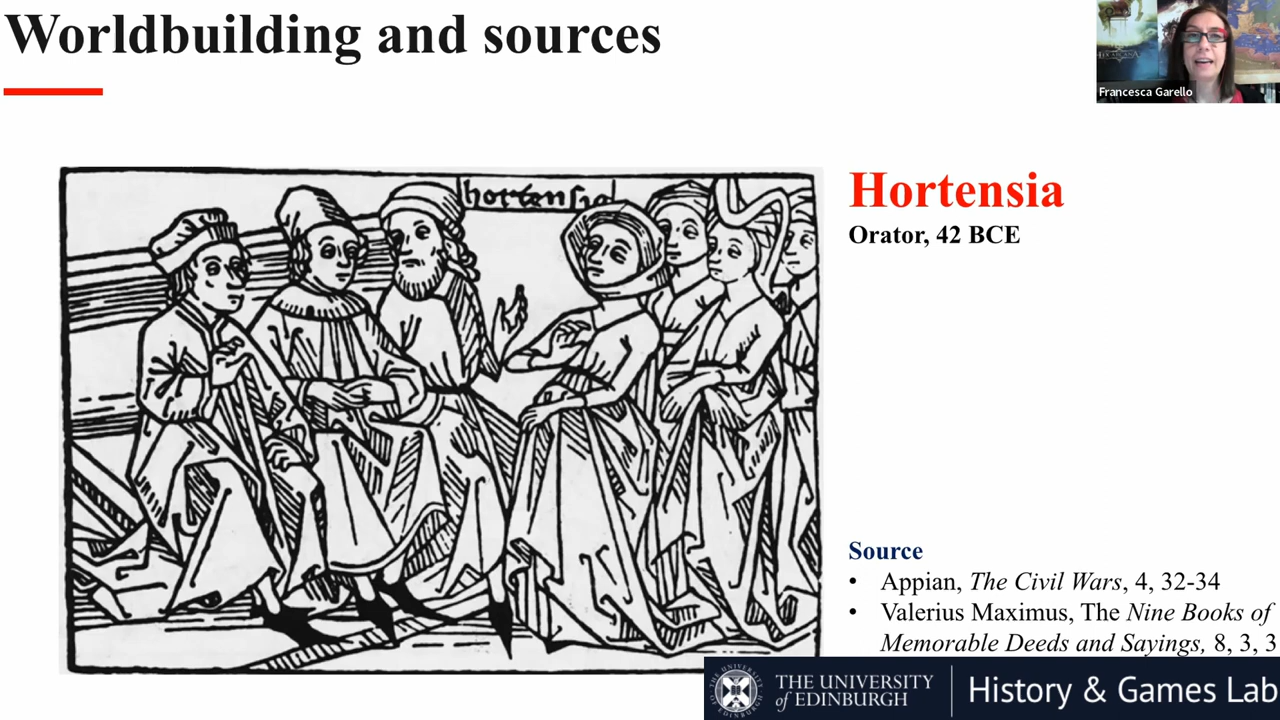 Worldbuilding and sources
Francesca Garello
hortensia
Hortensia
Orator, 42 BCE
Source
• Appian, The Civil Wars, 4, 32-34
• Valerius Maximus, The Nine Books of
Memorable Deeds and Sayings, 8, 3, 3
THE UNIVERSITY
of EDINBURGH
History & Games Lab